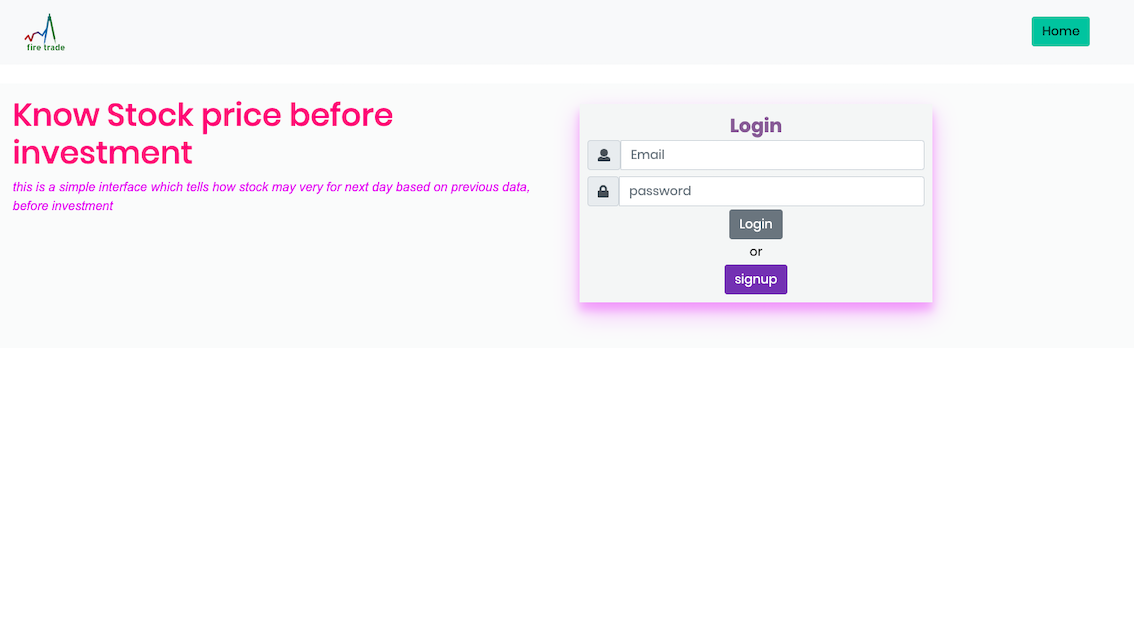 fire trade
Home
Know Stock price before
investment
this is a simple interface which tells how stock may very for next day based on previous data,
before investment
Login
Email
password
Login
or
signup